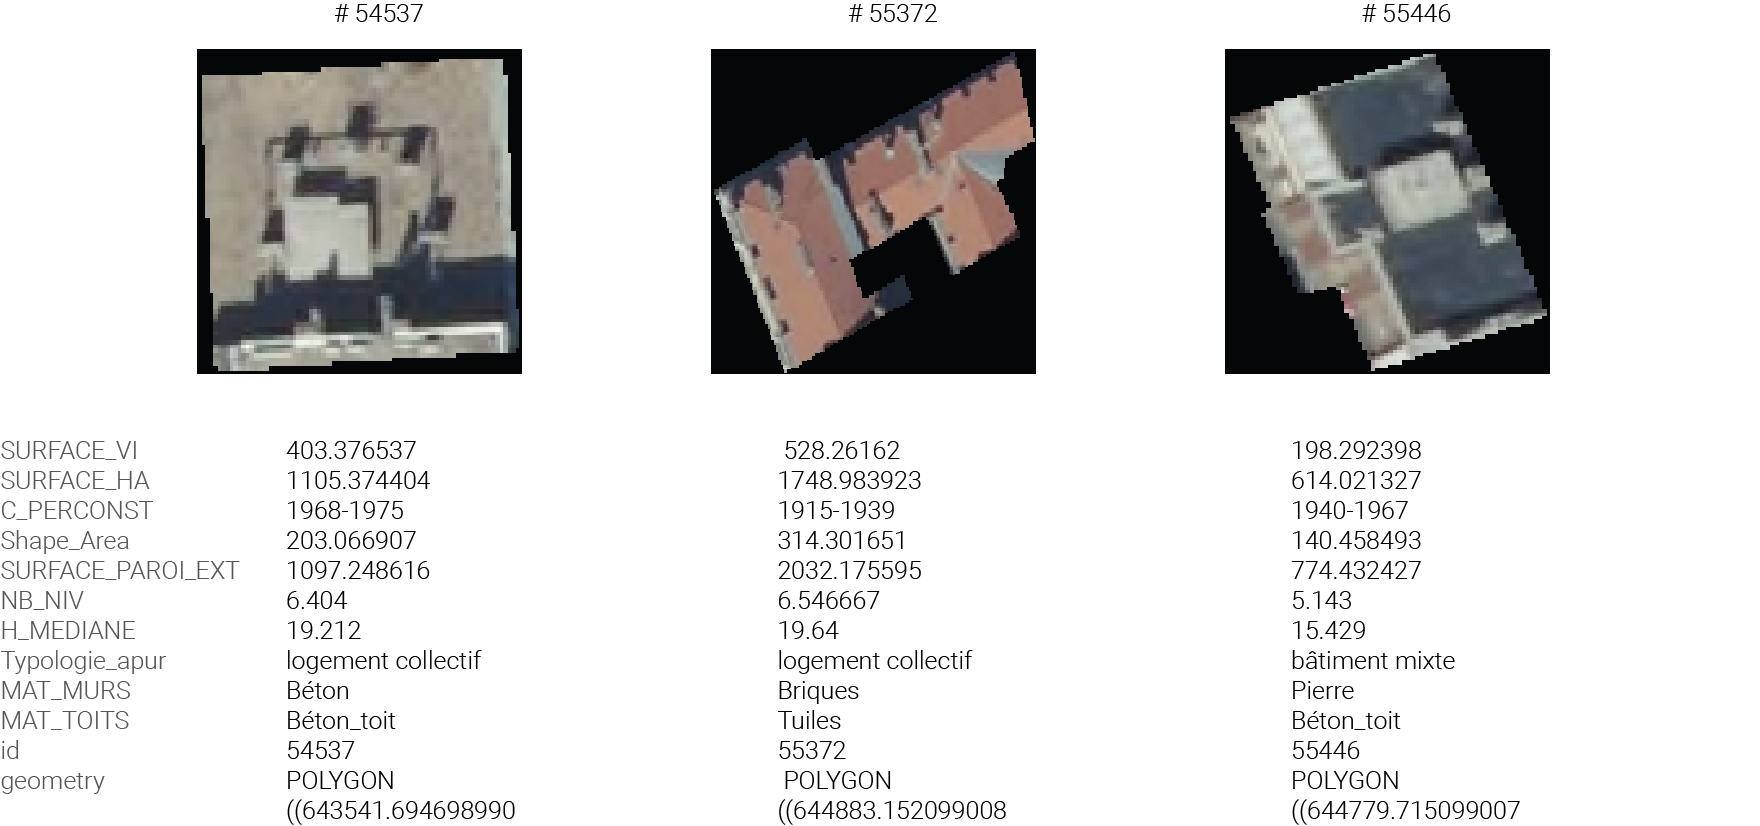 # 54537 # 55372 # 55446
SURFACE_VI 403.376537 528.26162 198.292398
SURFACE_HA 1105.374404 1748.983923 614.021327
C_PERCONST 1968-1975 1915-1939 1940-1967
Shape_Area 203.066907 314.301651 140.458493
SURFACE_PAROI_EXT 1097.248616 2032.175595 774.432427
NB_NIV 6.404 6.546667 5.143
H_MEDIANE 19.212 19.64 15.429
Typologie_apur logement collectif logement collectif bâtiment mixte
MAT_MURS Béton Briques Pierre
MAT_TOITS Béton_toit Tuiles Béton_toit
id 54537 55372 55446
geometry POLYGON POLYGON POLYGON
((643541.694698990 ((644883.152099008 ((644779.715099007